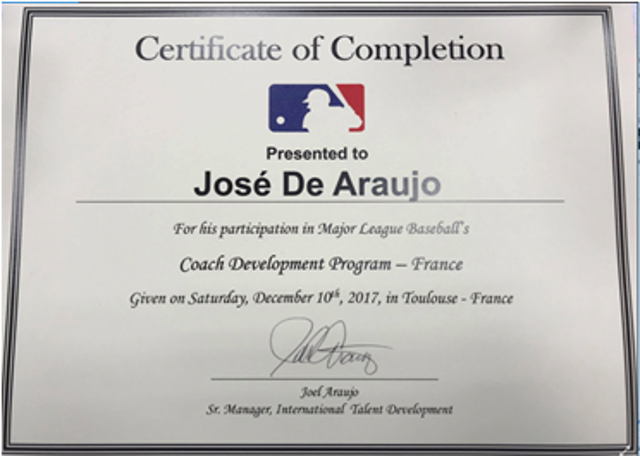 Certificate of Completion
Presented to
José De Araujo
For his participation in Major League Baseball's
Coach Development Program – France
Given on Saturday, December 10th, 2017, in Toulouse - France
Joel Araujo
Sr. Manager, International Talent Development